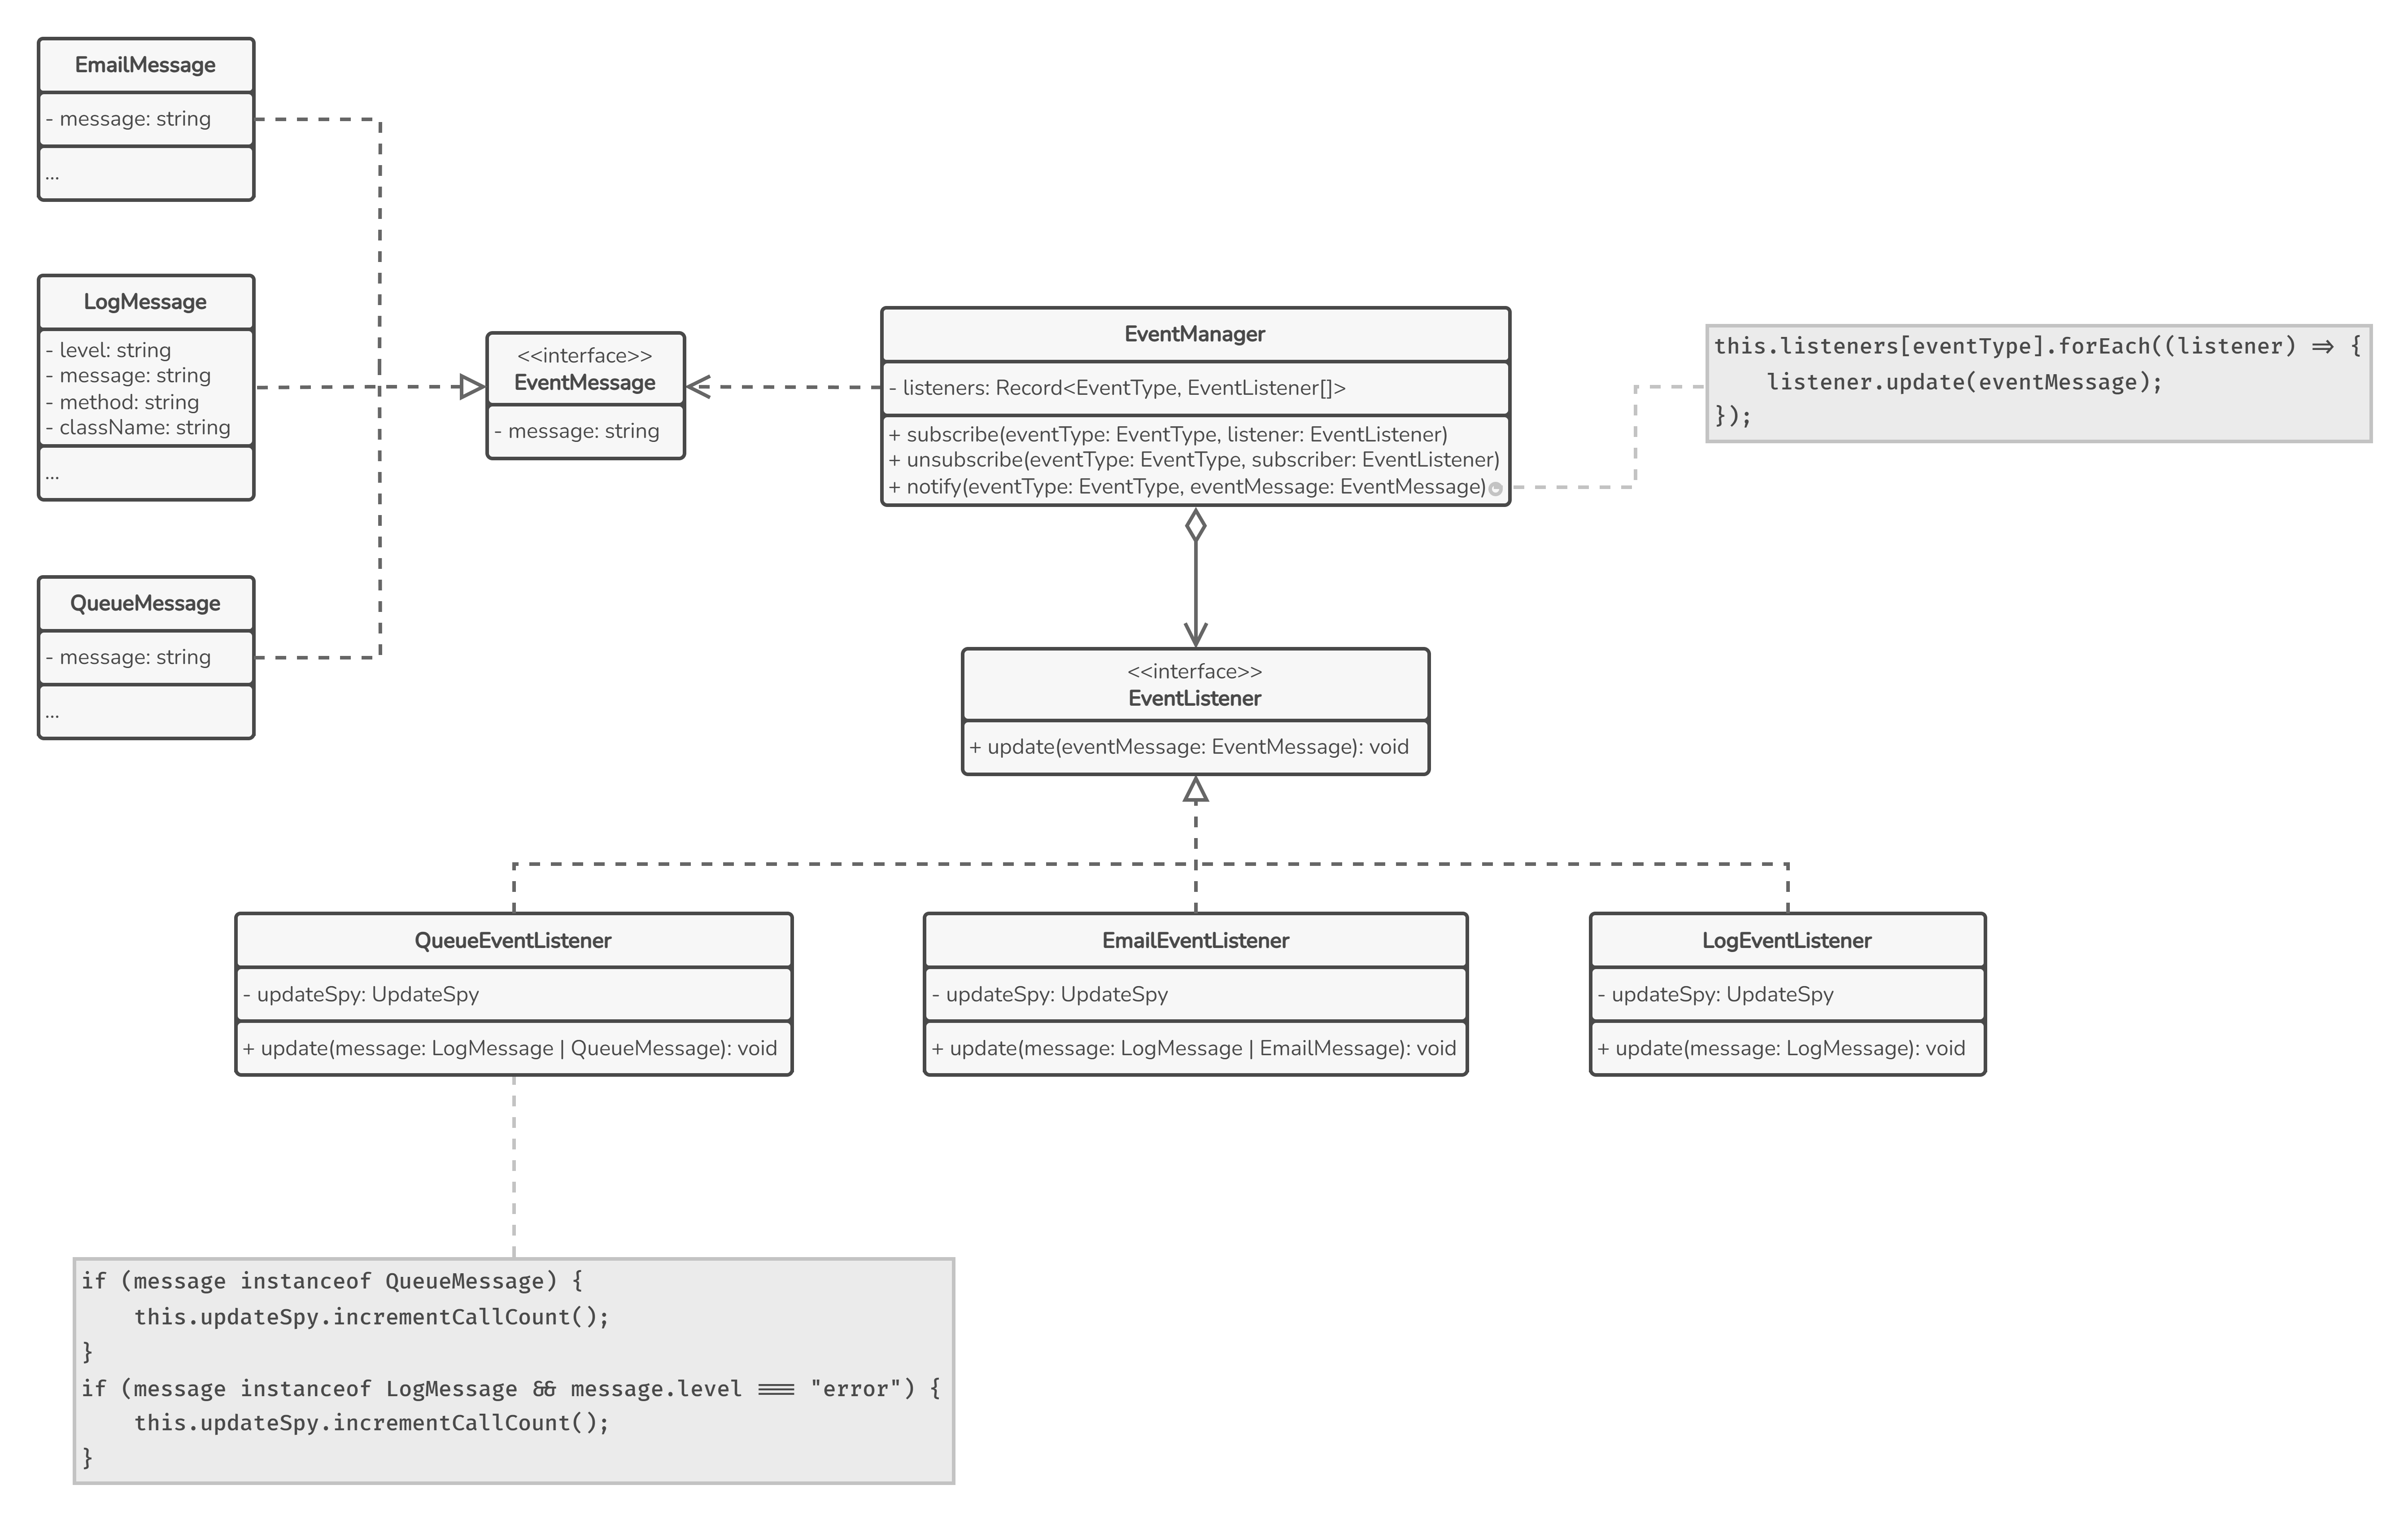 EmailMessage
- message: string
...
LogMessage
- level: string
- message: string
- method: string
- className: string
...
QueueMessage
- message: string
...
<<interface>>
EventMessage
- message: string
EventManager
- listeners: Record<EventType, EventListener[]>
+ subscribe(eventType: EventType, listener: EventListener)
+ unsubscribe(eventType: EventType, subscriber: EventListener)
+ notify(eventType: EventType, eventMessage: EventMessage)
this.listeners[eventType].forEach((listener) => {
    listener.update(eventMessage);
});
<<interface>>
EventListener
+ update(eventMessage: EventMessage): void
QueueEventListener
- updateSpy: UpdateSpy
+ update(message: LogMessage | QueueMessage): void
EmailEventListener
- updateSpy: UpdateSpy
+ update(message: LogMessage | EmailMessage): void
LogEventListener
- updateSpy: UpdateSpy
+ update(message: LogMessage): void
if (message instanceof QueueMessage) {
    this.updateSpy.incrementCallCount();
}
if (message instanceof LogMessage && message.level === "error") {
    this.updateSpy.incrementCallCount();
}